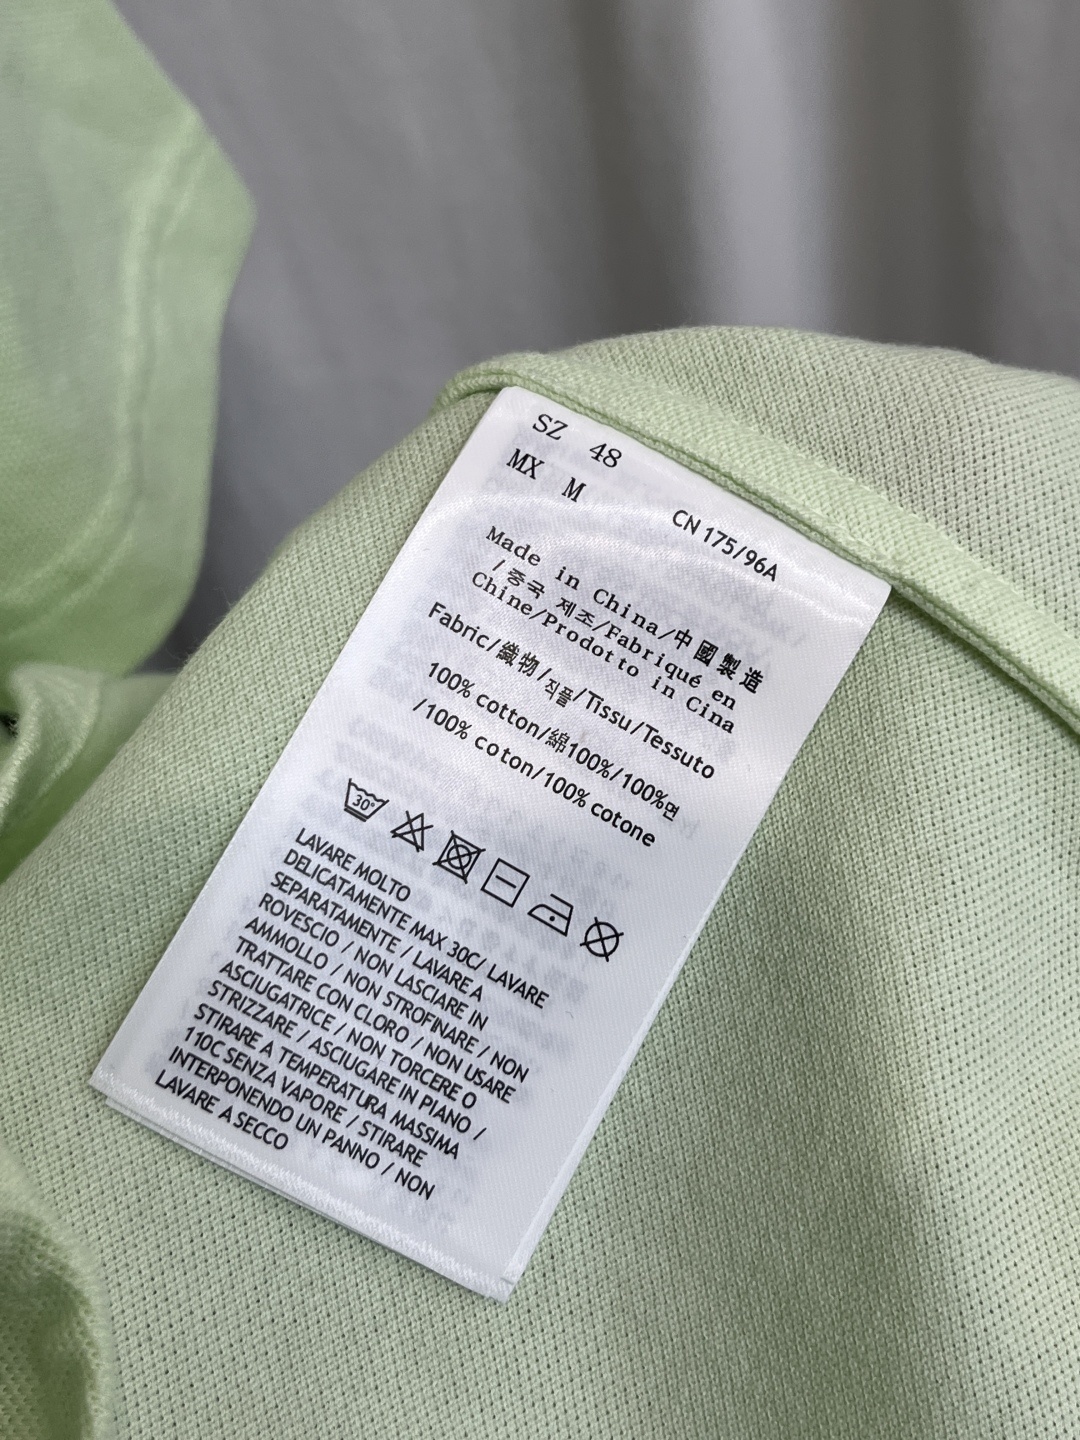 SZ 48
MX M
CN 175/96A
Made in China/中國製造
/중국 제조/Fabriqué en
Chine/Prodotto in Cina
Fabric/織物/직플/Tissu/Tessuto
100% cotton/綿100%/100%면
/100% coton/100% cotone
30°
LAVARE MOLTO
DELICATAMENTE MAX 30C/ LAVARE
SEPARATAMENTE / LAVARE A
ROVESCIO / NON LASCIARE IN
AMMOLLO / NON STROFINARE / NON
TRATTARE CON CLORO / NON USARE
ASCIUGATRICE / NON TORCERE O
STRIZZARE / ASCIUGARE IN PIANO /
STIRARE A TEMPERATURA MASSIMA
110C SENZA VAPORE / STIRARE
INTERPONENDO UN PANNO / NON
LAVARE A SECCO